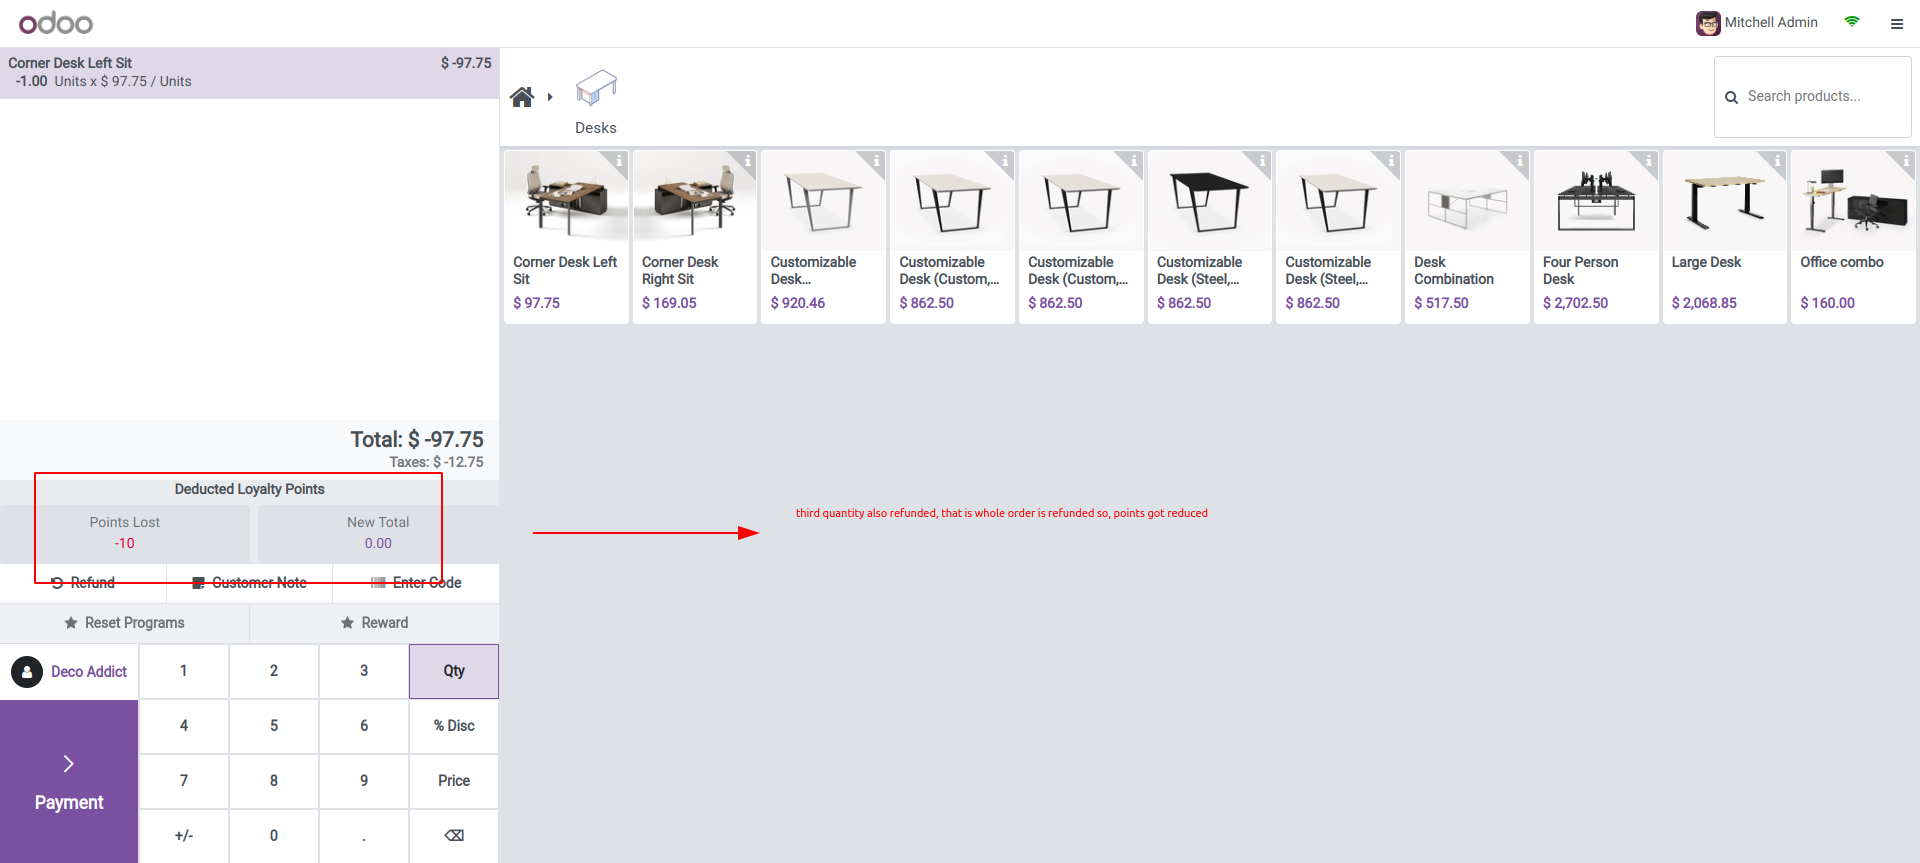 odoo
Mitchell Admin
Corner Desk Left Sit $ -97.75
-1.00 Units x $ 97.75 / Units
Desks
Search products...
Corner Desk Left Sit
$ 97.75
Corner Desk Right Sit
$ 169.05
Customizable Desk...
$ 920.46
Customizable Desk (Custom,...
$ 862.50
Customizable Desk (Custom,...
$ 862.50
Customizable Desk (Steel,...
$ 862.50
Customizable Desk (Steel,...
$ 862.50
Desk Combination
$ 517.50
Four Person Desk
$ 2,702.50
Large Desk
$ 2,068.85
Office combo
$ 160.00
Total: $ -97.75
Taxes: $ -12.75
Deducted Loyalty Points
Points Lost New Total
-10 0.00
third quantity also refunded, that is whole order is refunded so, points got reduced
Refund Customer Note Enter Code
Reset Programs Reward
Deco Addict 1 2 3 Qty
4 5 6 % Disc
7 8 9 Price
Payment
+/- 0 .